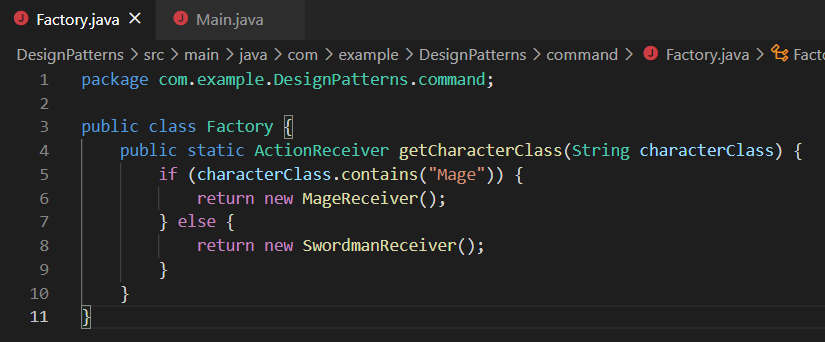 Factory.java × Main.java
DesignPatterns > src > main > java > com > example > DesignPatterns > command > Factory.java > Facto
1 package com.example.DesignPatterns.command;
2
3 public class Factory {
4     public static ActionReceiver getCharacterClass(String characterClass) {
5         if (characterClass.contains("Mage")) {
6             return new MageReceiver();
7         } else {
8             return new SwordmanReceiver();
9         }
10     }
11 }